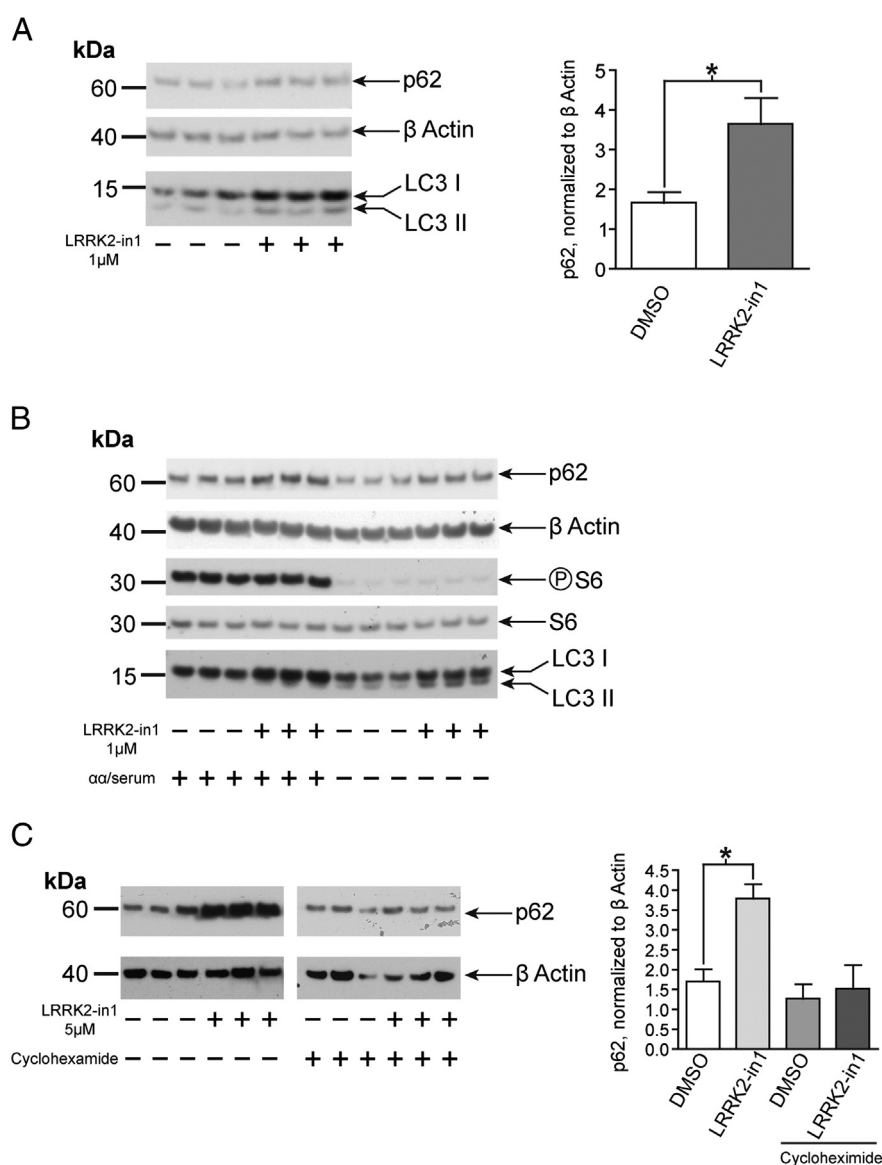 A
kDa
60
p62
40
β Actin
15
LC3 I
LC3 II
LRRK2-in1
1µM
− − − + + +
p62, normalized to β Actin
5
4
3
2
1
0
*
DMSO
LRRK2-in1
B
kDa
60
p62
40
β Actin
30
Ⓟ S6
30
S6
15
LC3 I
LC3 II
LRRK2-in1
1µM
− − − + + + − − − + + +
αα/serum
+ + + + + + − − − − − −
C
kDa
60
p62
40
β Actin
LRRK2-in1
5µM
− − − + + + − − − + + +
Cyclohexamide
− − − − − − + + + + + +
p62, normalized to β Actin
4.5
4.0
3.5
3.0
2.5
2.0
1.5
1.0
0.5
0.0
*
DMSO
LRRK2-in1
DMSO
LRRK2-in1
Cycloheximide